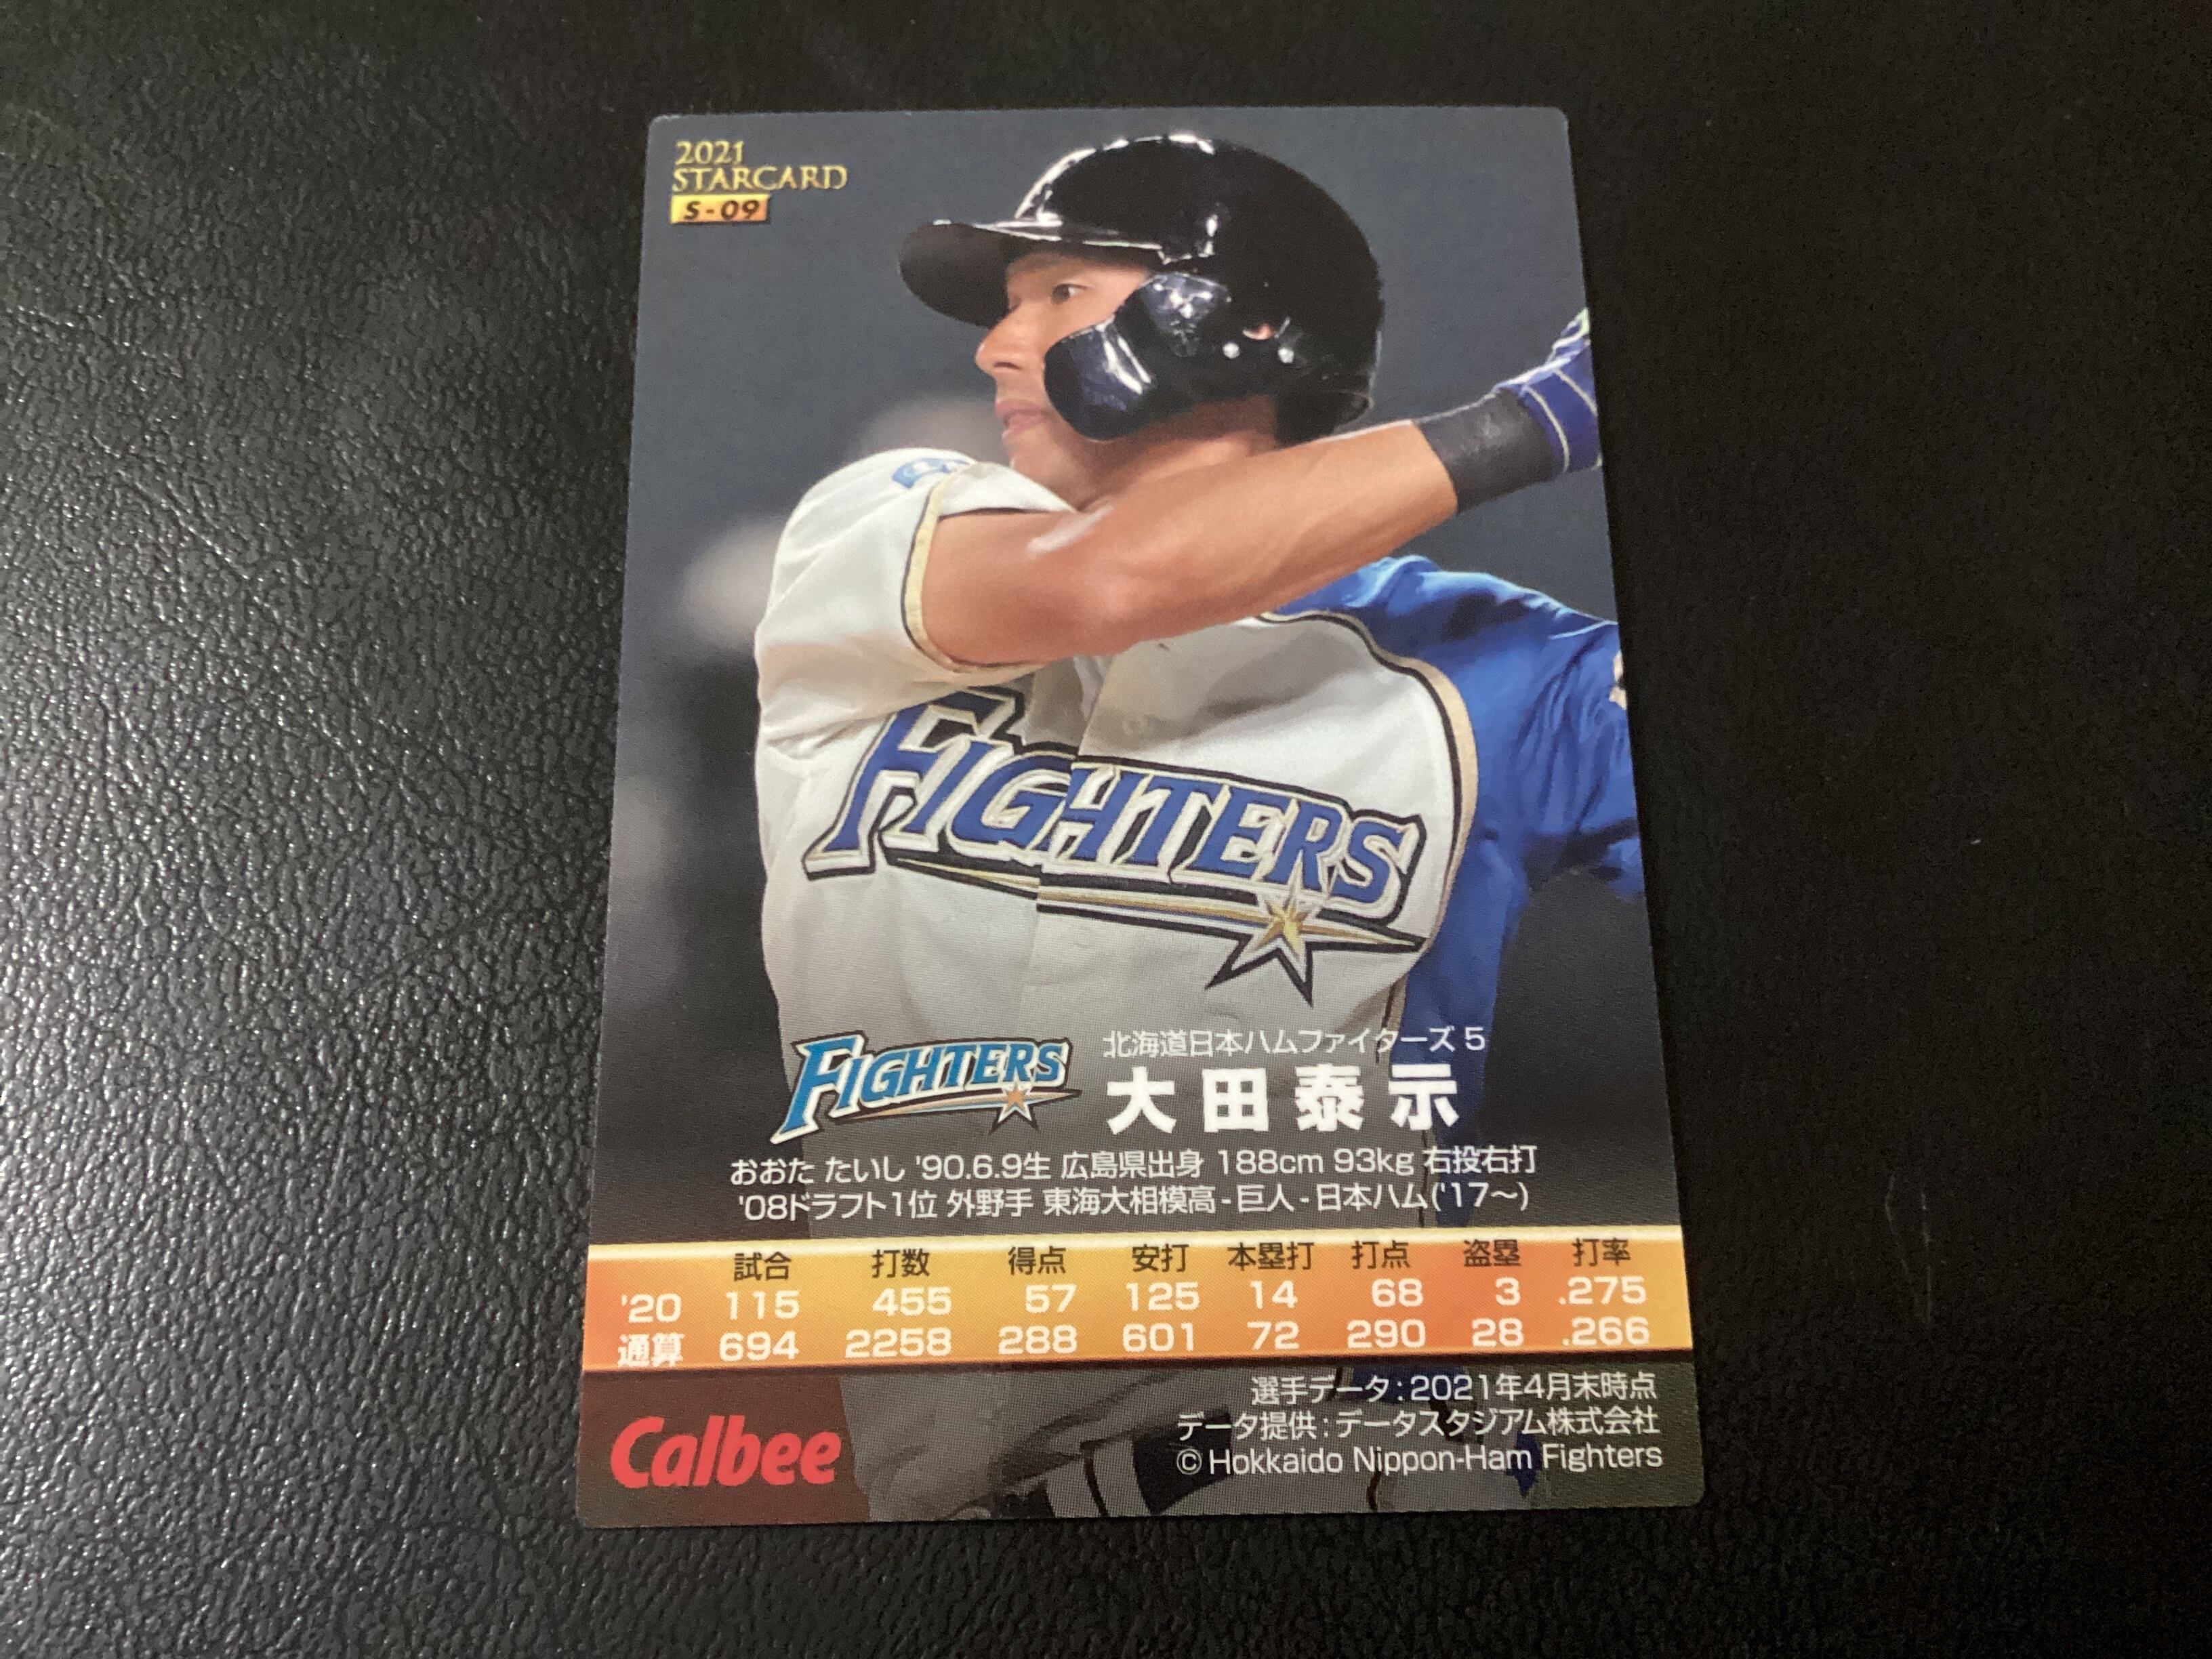 2021
STARCARD
S-09
FIGHTERS
FIGHTERS
北海道日本ハムファイターズ 5
大田泰示
おおた たいし '90.6.9生 広島県出身 188cm 93kg 右投右打
'08ドラフト1位 外野手 東海大相模高-巨人-日本ハム('17〜)
試合 打数 得点 安打 本塁打 打点 盗塁 打率
'20 115 455 57 125 14 68 3 .275
通算 694 2258 288 601 72 290 28 .266
選手データ:2021年4月末時点
データ提供:データスタジアム株式会社
© Hokkaido Nippon-Ham Fighters
Calbee